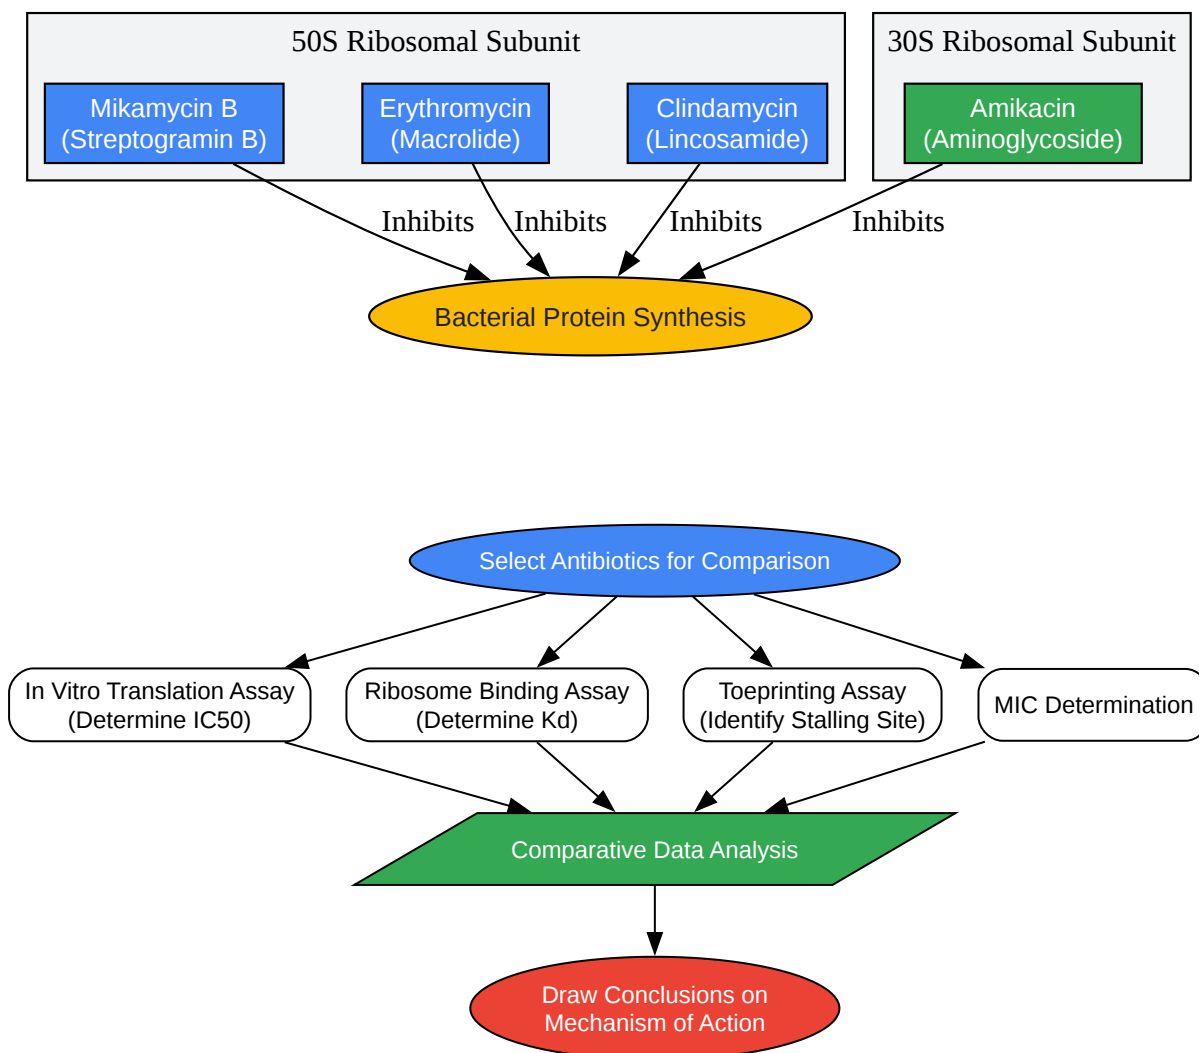 50S Ribosomal Subunit
30S Ribosomal Subunit
Mikamycin B
(Streptogramin B)
Erythromycin
(Macrolide)
Clindamycin
(Lincosamide)
Amikacin
(Aminoglycoside)
Inhibits
Inhibits
Inhibits
Inhibits
Bacterial Protein Synthesis
Select Antibiotics for Comparison
In Vitro Translation Assay
(Determine IC50)
Ribosome Binding Assay
(Determine Kd)
Toeprinting Assay
(Identify Stalling Site)
MIC Determination
Comparative Data Analysis
Draw Conclusions on
Mechanism of Action